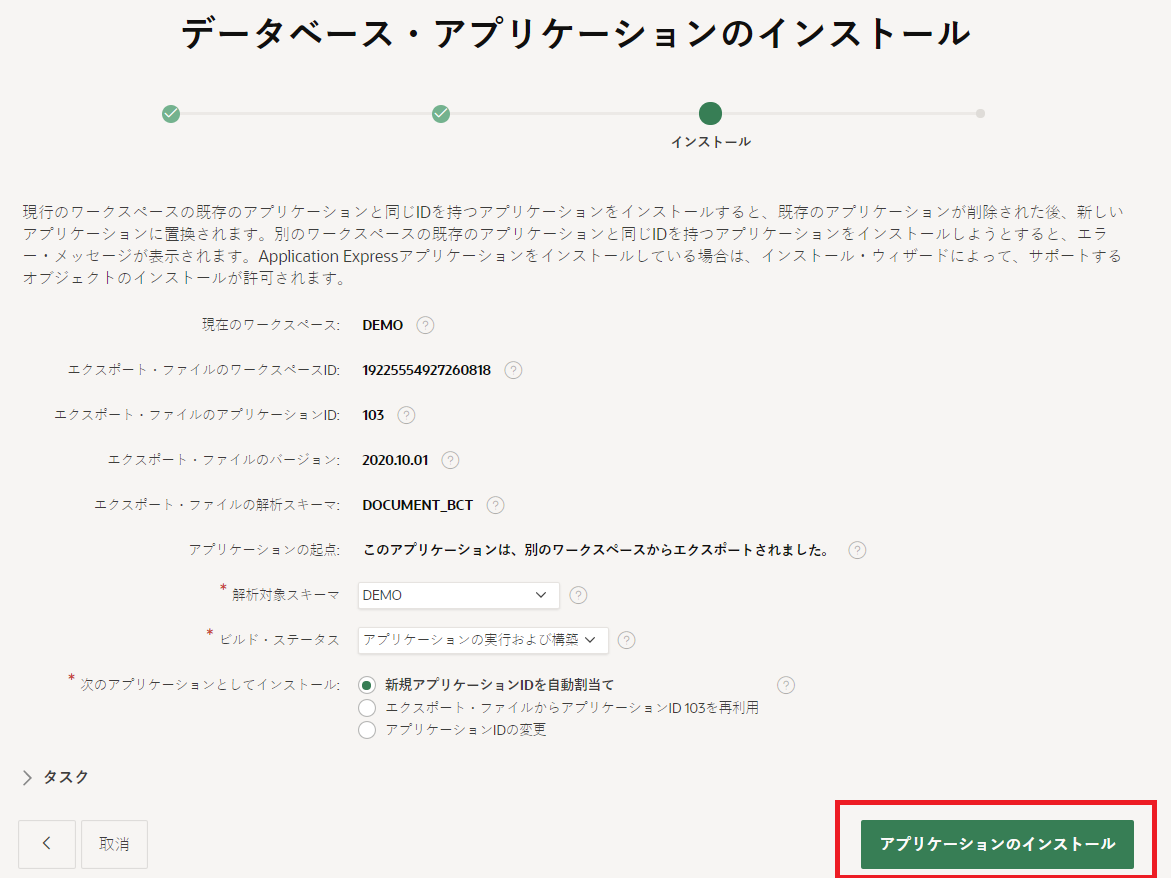 データベース・アプリケーションのインストール
インストール
現行のワークスペースの既存のアプリケーションと同じIDを持つアプリケーションをインストールすると、既存のアプリケーションが削除された後、新しい
アプリケーションに置換されます。別のワークスペースの既存のアプリケーションと同じIDを持つアプリケーションをインストールしようとすると、エラ
ー・メッセージが表示されます。Application Expressアプリケーションをインストールしている場合は、インストール・ウィザードによって、サポートする
オブジェクトのインストールが許可されます。
現在のワークスペース: DEMO ?
エクスポート・ファイルのワークスペースID: 19225554927260818 ?
エクスポート・ファイルのアプリケーションID: 103 ?
エクスポート・ファイルのバージョン: 2020.10.01 ?
エクスポート・ファイルの解析スキーマ: DOCUMENT_BCT ?
アプリケーションの起点: このアプリケーションは、別のワークスペースからエクスポートされました。 ?
* 解析対象スキーマ DEMO ?
* ビルド・ステータス アプリケーションの実行および構築 ?
* 次のアプリケーションとしてインストール: 新規アプリケーションIDを自動割当て ?
エクスポート・ファイルからアプリケーションID 103を再利用
アプリケーションIDの変更
タスク
取消 アプリケーションのインストール